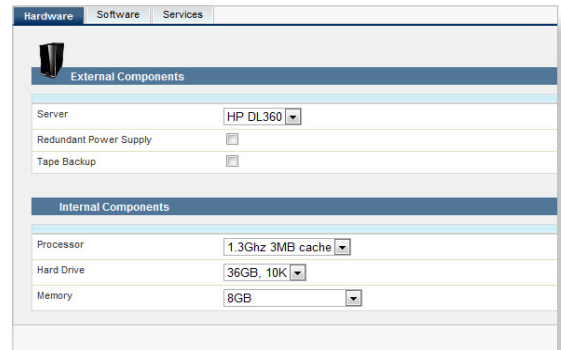 Hardware Software Services
External Components
Server HP DL360
Redundant Power Supply
Tape Backup
Internal Components
Processor 1.3Ghz 3MB cache
Hard Drive 36GB, 10K
Memory 8GB